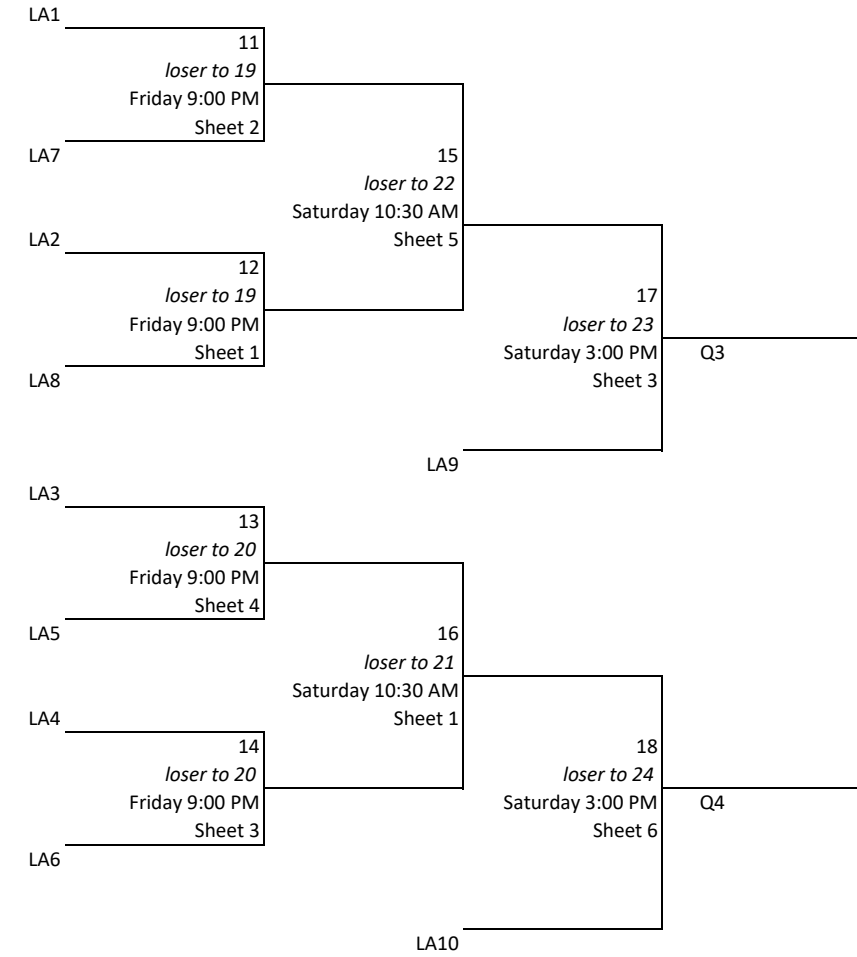 LA1
11
loser to 19
Friday 9:00 PM
Sheet 2
LA7
15
loser to 22
Saturday 10:30 AM
Sheet 5
LA2
12
loser to 19
Friday 9:00 PM
Sheet 1
LA8
17
loser to 23
Saturday 3:00 PM
Sheet 3
Q3
LA9
LA3
13
loser to 20
Friday 9:00 PM
Sheet 4
LA5
16
loser to 21
Saturday 10:30 AM
Sheet 1
LA4
14
loser to 20
Friday 9:00 PM
Sheet 3
LA6
18
loser to 24
Saturday 3:00 PM
Sheet 6
Q4
LA10